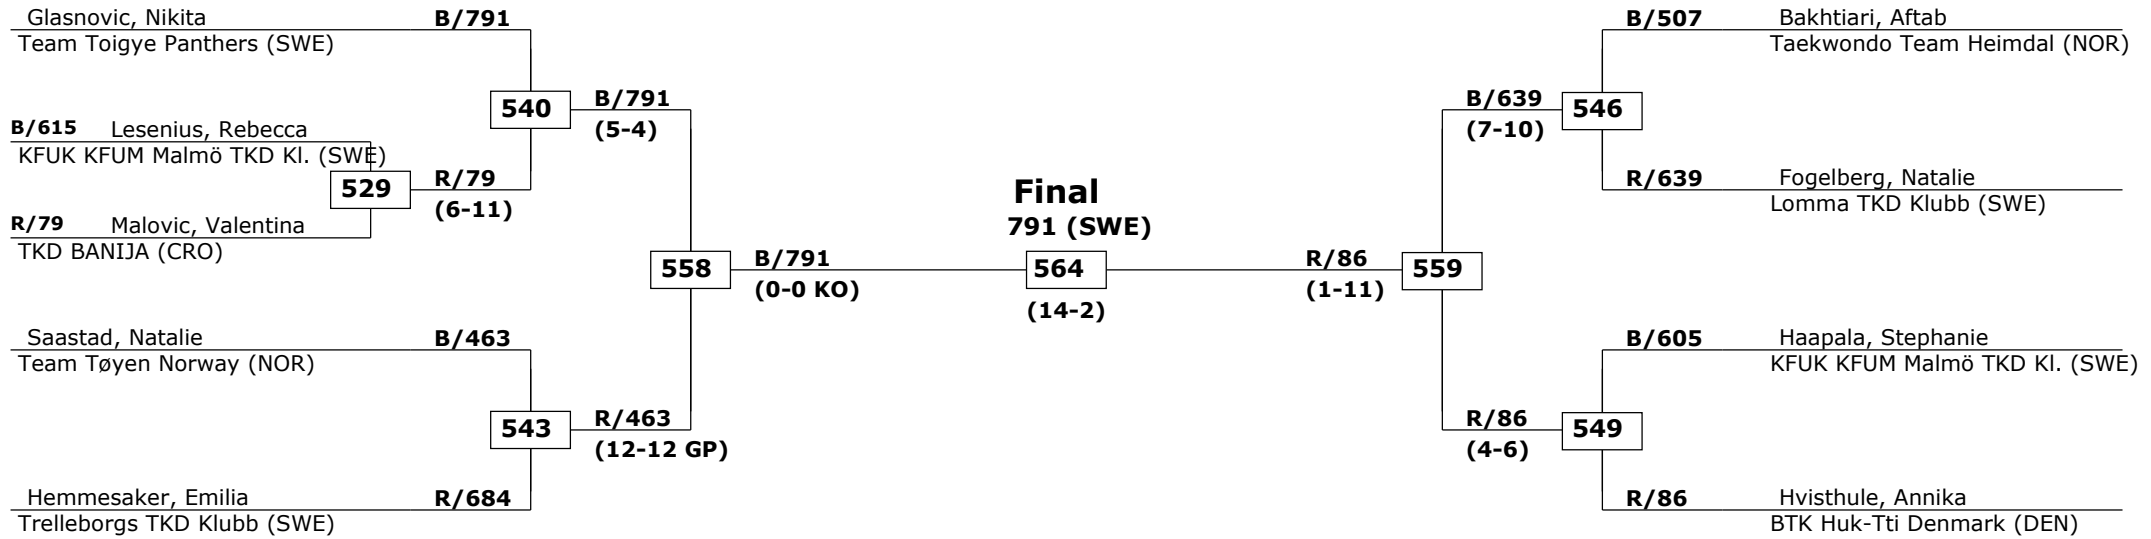 Glasnovic, Nikita B/791
Team Toigye Panthers (SWE)
540
B/791
(5-4)
B/615 Lesenius, Rebecca
KFUK KFUM Malmö TKD Kl. (SWE)
529
R/79
(6-11)
R/79 Malovic, Valentina
TKD BANIJA (CRO)
558
B/791
(0-0 KO)
Saastad, Natalie B/463
Team Tøyen Norway (NOR)
543
R/463
(12-12 GP)
Hemmesaker, Emilia R/684
Trelleborgs TKD Klubb (SWE)
Final
791 (SWE)
564
(14-2)
B/507 Bakhtiari, Aftab
Taekwondo Team Heimdal (NOR)
B/639
(7-10)
546
R/639 Fogelberg, Natalie
Lomma TKD Klubb (SWE)
R/86
(1-11)
559
B/605 Haapala, Stephanie
KFUK KFUM Malmö TKD Kl. (SWE)
R/86
(4-6)
549
R/86 Hvisthule, Annika
BTK Huk-Tti Denmark (DEN)